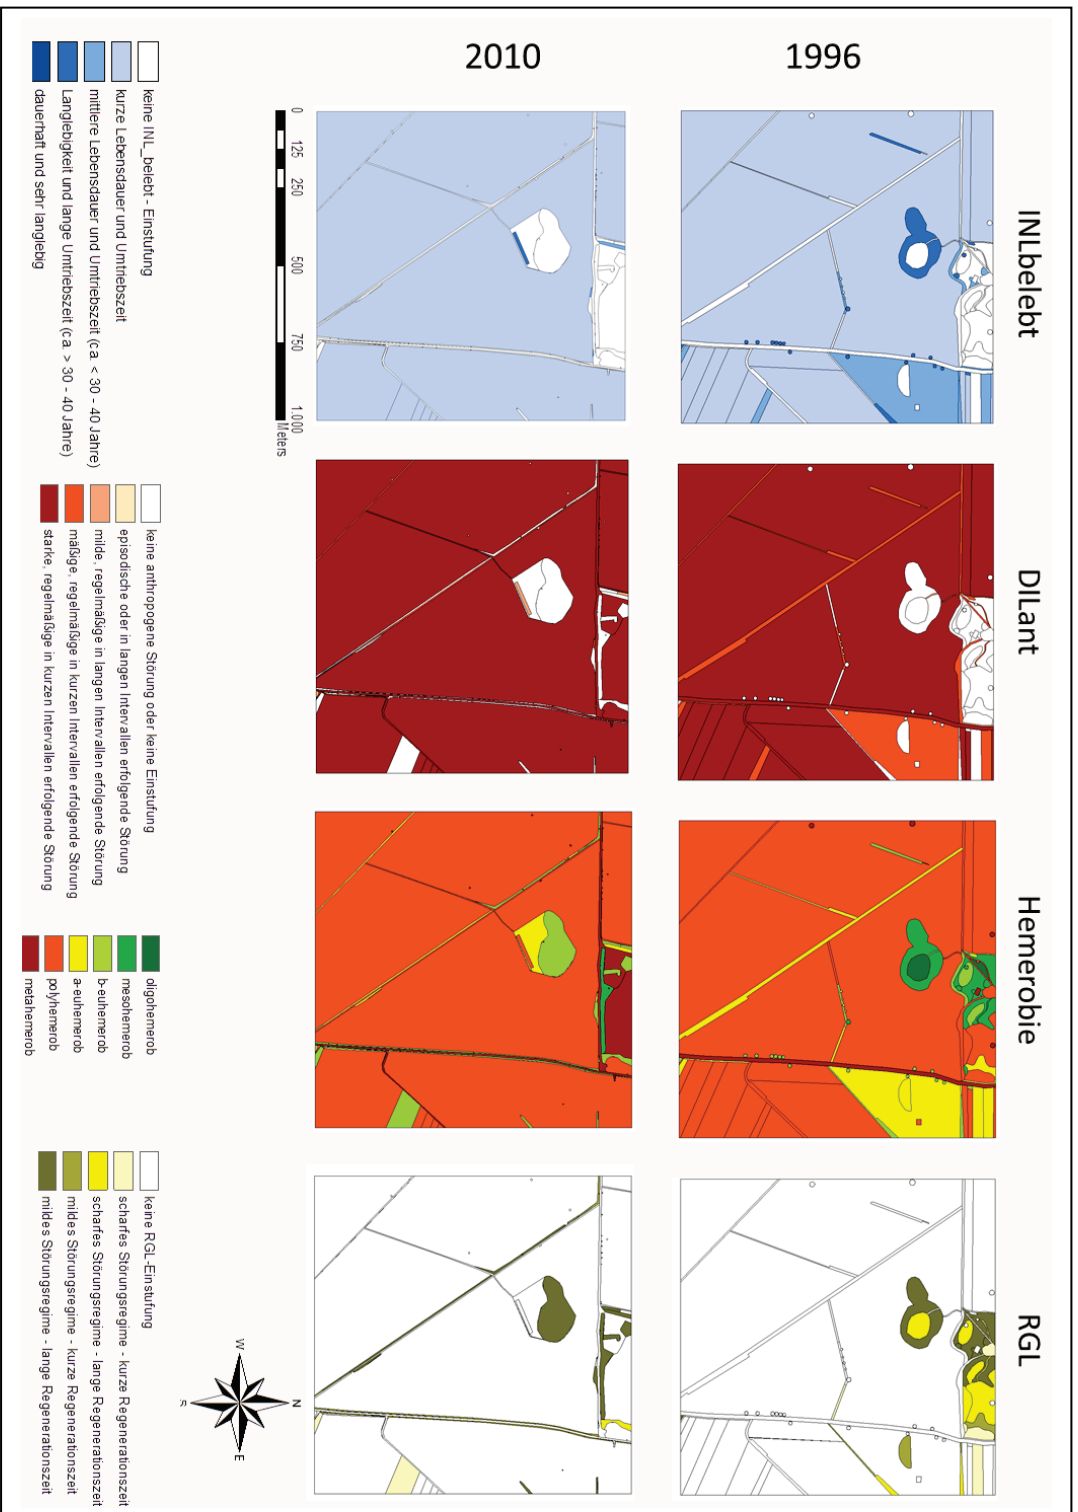 INLbelebt
DILant
Hemerobie
RGL
1996
2010
0 125 250 500 750 1.000
Meters
keine INL_belebt - Einstufung
kurze Lebensdauer und Umtriebszeit
mittlere Lebensdauer und Umtriebszeit (ca. < 30 - 40 Jahre)
Langlebigkeit und lange Umtriebszeit (ca. > 30 - 40 Jahre)
dauerhaft und sehr langlebig
keine anthropogene Störung oder keine Einstufung
episodische oder in langen Intervallen erfolgende Störung
milde, regelmäßige in langen Intervallen erfolgende Störung
mäßige, regelmäßige in kurzen Intervallen erfolgende Störung
starke, regelmäßige in kurzen Intervallen erfolgende Störung
oligohemerob
mesohemerob
b-euhemerob
a-euhemerob
polyhemerob
metahemerob
keine RGL-Einstufung
scharfes Störungsregime - kurze Regenerationszeit
scharfes Störungsregime - lange Regenerationszeit
mildes Störungsregime - kurze Regenerationszeit
mildes Störungsregime - lange Regenerationszeit
N
W
E
S